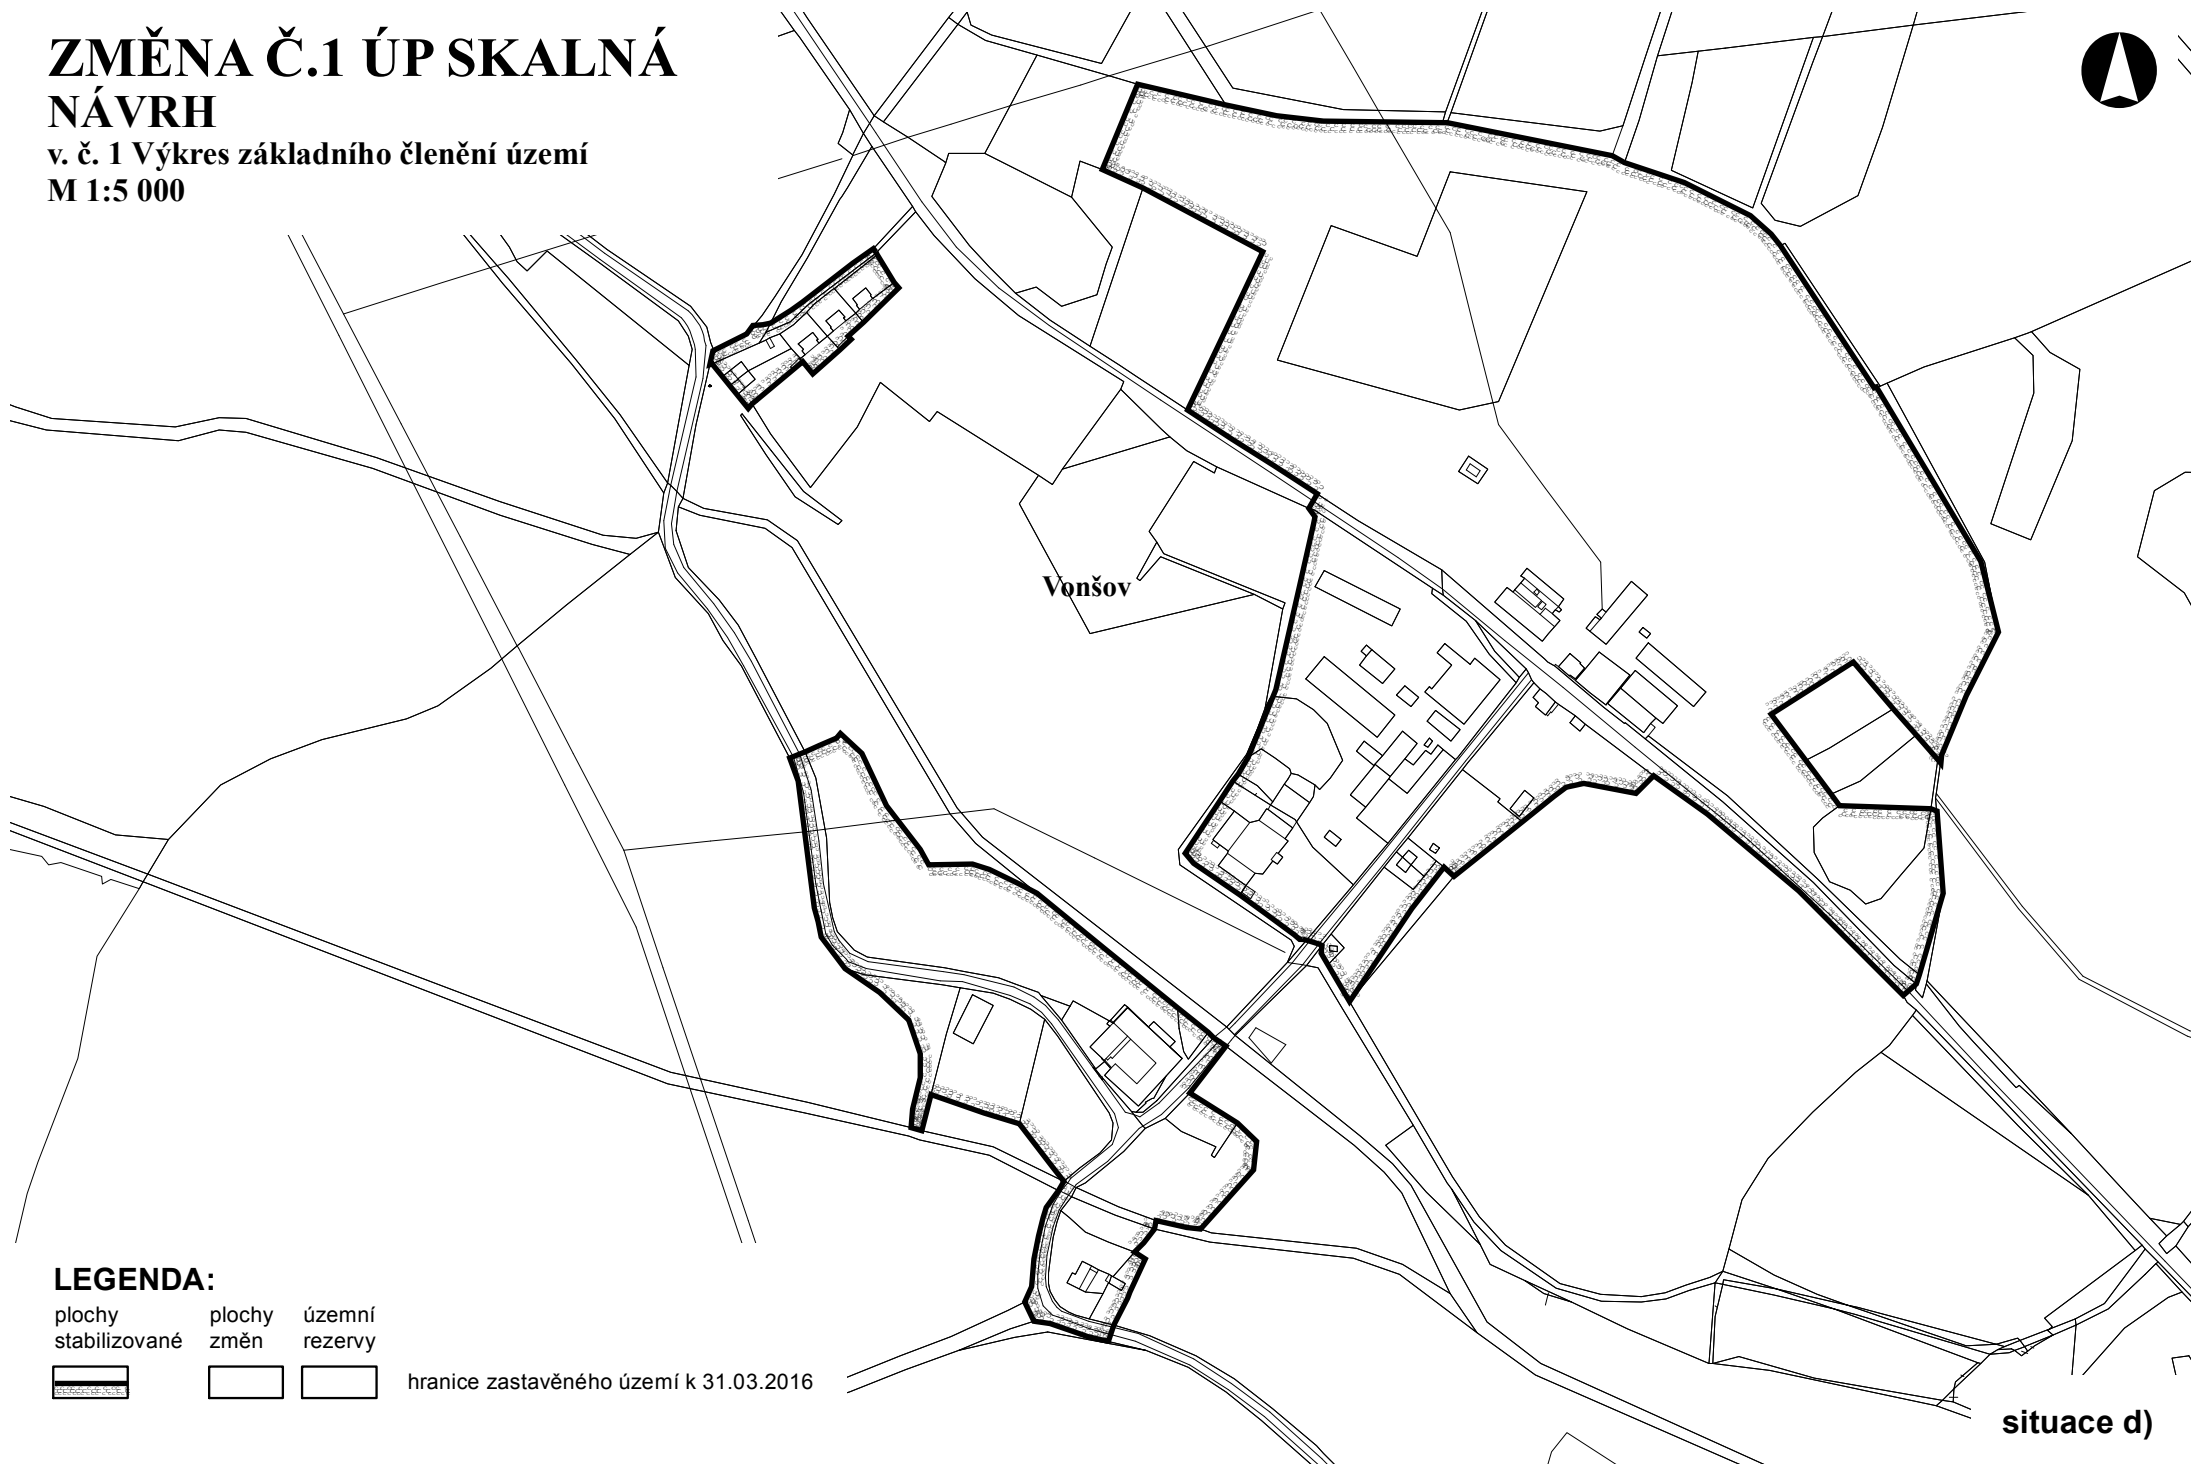 ZMĚNA Č.1 ÚP SKALNÁ
NÁVRH
v. č. 1 Výkres základního členění území
M 1:5 000
Vonšov
LEGENDA:
plochy plochy územní
stabilizované změn rezervy
hranice zastavěného území k 31.03.2016
situace d)